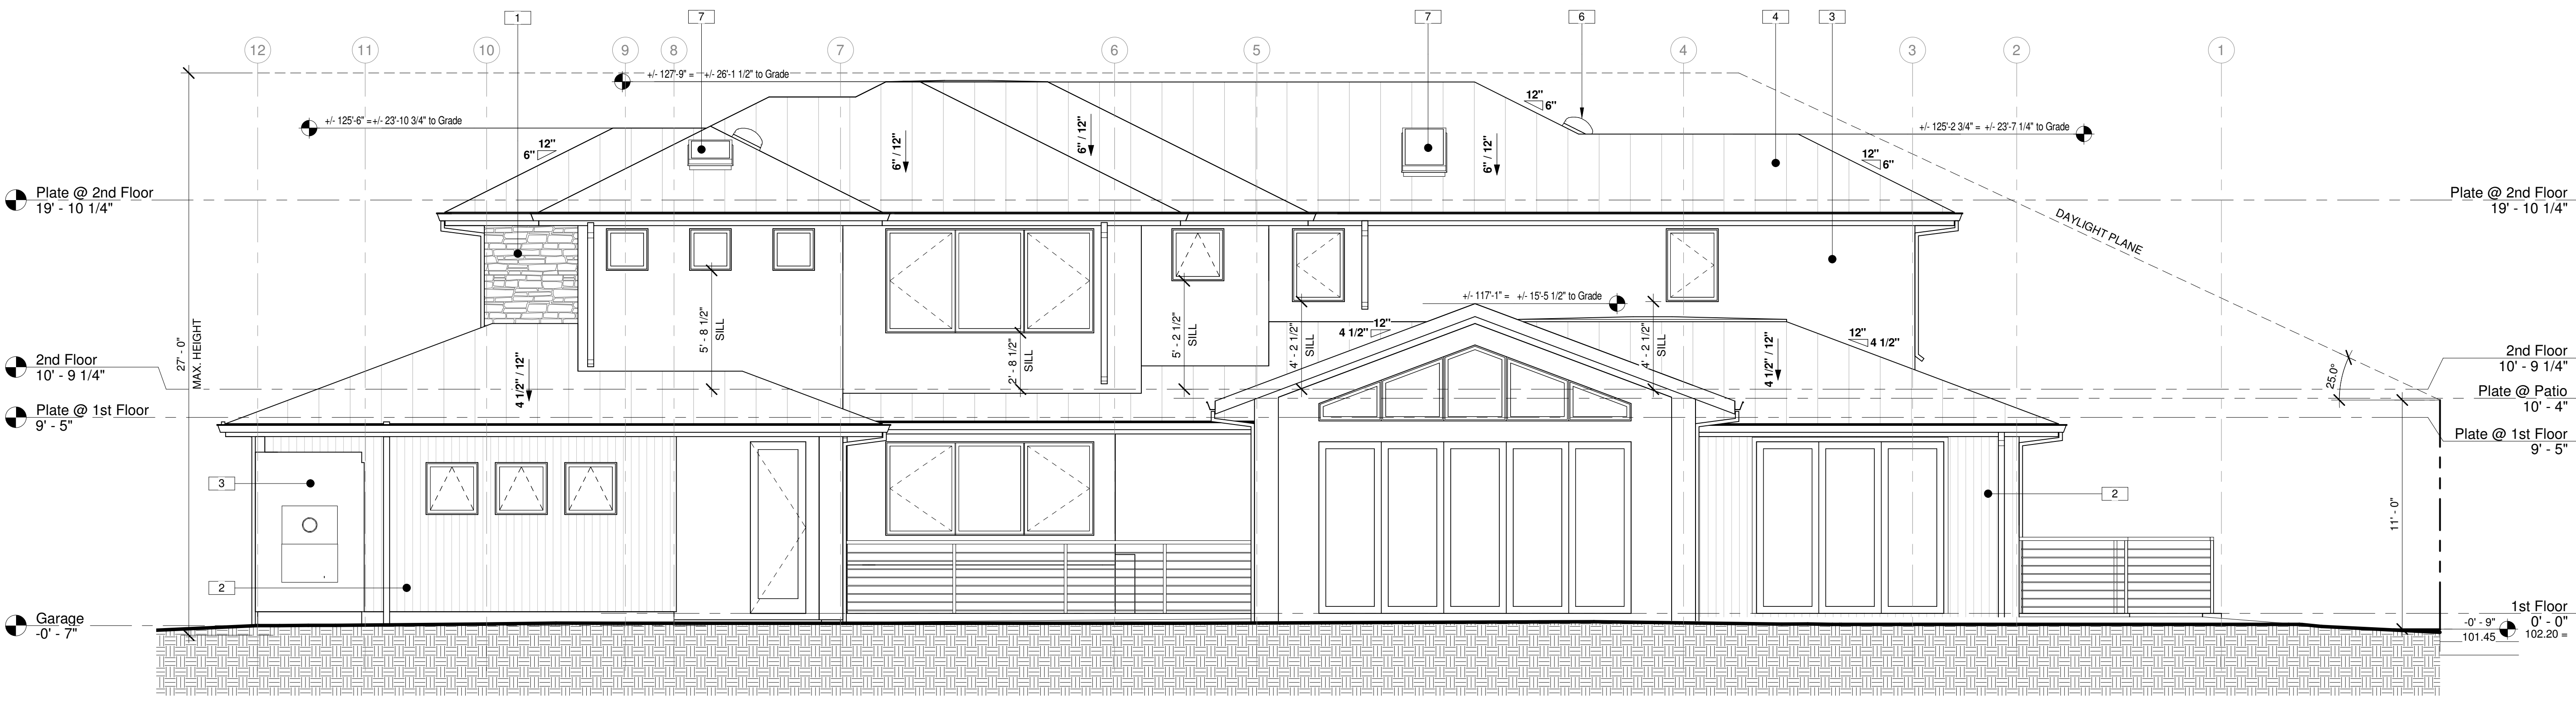 1
7
7
6
4
3
12
11
10
9
8
7
6
5
4
3
2
1
+/- 127'-9" = +/- 26'-1 1/2" to Grade
+/- 125'-6" =+/- 23'-10 3/4" to Grade
+/- 125'-2 3/4" = +/- 23'-7 1/4" to Grade
12"
6"
12"
6"
12"
6"
6" / 12"
6" / 12"
6" / 12"
Plate @ 2nd Floor
19' - 10 1/4"
Plate @ 2nd Floor
19' - 10 1/4"
DAYLIGHT PLANE
27' - 0"
MAX. HEIGHT
+/- 117'-1" = +/- 15'-5 1/2" to Grade
5' - 8 1/2"
SILL
2' - 8 1/2"
SILL
5' - 2 1/2"
SILL
4' - 2 1/2"
SILL
4' - 2 1/2"
SILL
12"
4 1/2"
12"
4 1/2"
4 1/2" / 12"
4 1/2" / 12"
25.0°
2nd Floor
10' - 9 1/4"
2nd Floor
10' - 9 1/4"
Plate @ Patio
10' - 4"
Plate @ 1st Floor
9' - 5"
Plate @ 1st Floor
9' - 5"
3
2
2
11' - 0"
Garage
-0' - 7"
1st Floor
0' - 0"
102.20 =
-0' - 9"
101.45